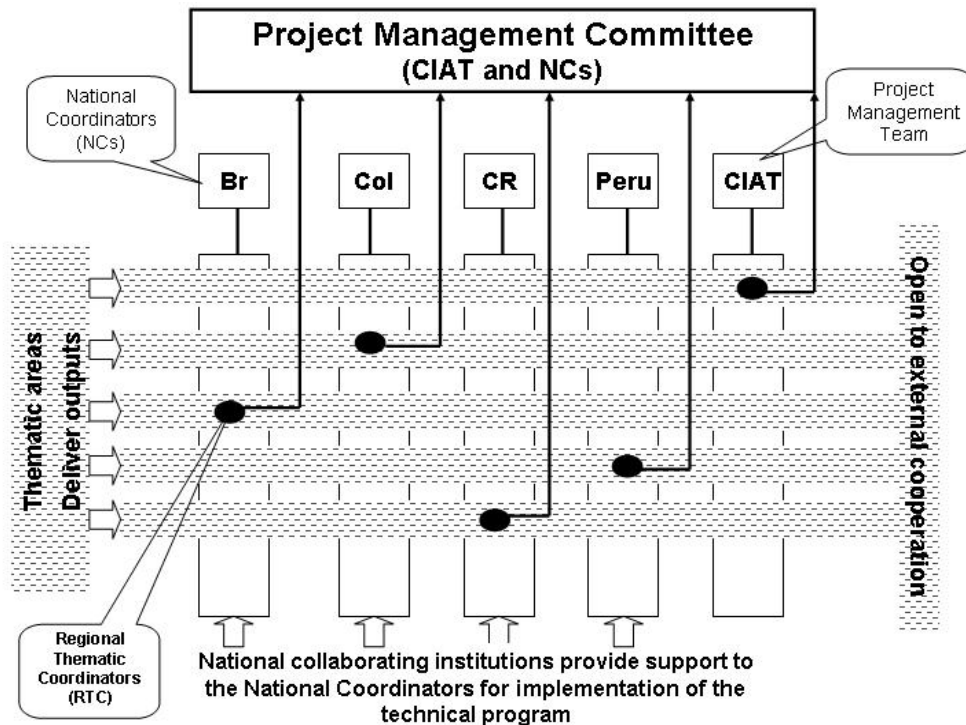 Project Management Committee
(CIAT and NCs)
National
Coordinators
(NCs)
Project
Management
Team
Br
Col
CR
Peru
CIAT
Thematic areas
Deliver outputs
Open to external cooperation
Regional
Thematic
Coordinators
(RTC)
National collaborating institutions provide support to
the National Coordinators for implementation of the
technical program